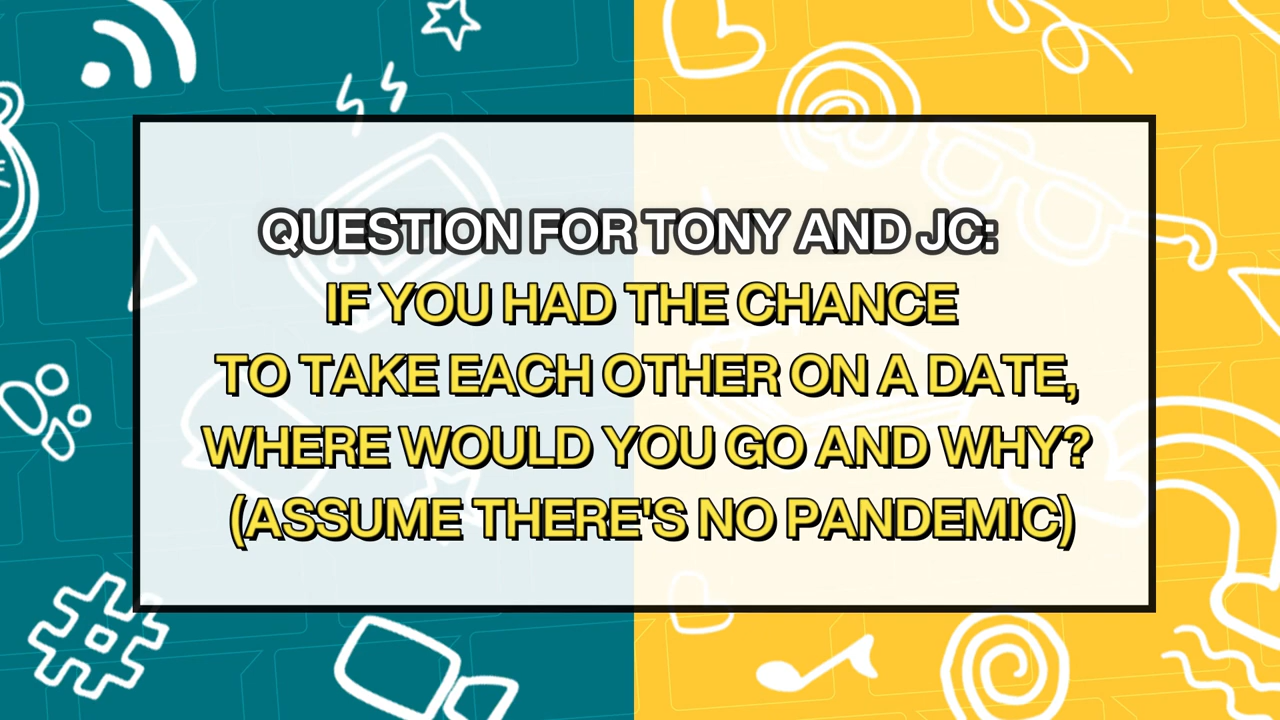 QUESTION FOR TONY AND JC:
IF YOU HAD THE CHANCE
TO TAKE EACH OTHER ON A DATE,
WHERE WOULD YOU GO AND WHY?
(ASSUME THERE'S NO PANDEMIC)